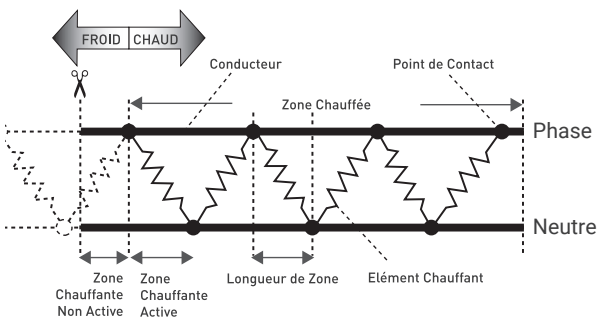 FROID CHAUD
Conducteur
Point de Contact
Zone Chauffée
Phase
Neutre
Zone
Chauffante
Non Active
Zone
Chauffante
Active
Longueur de Zone
Elément Chauffant